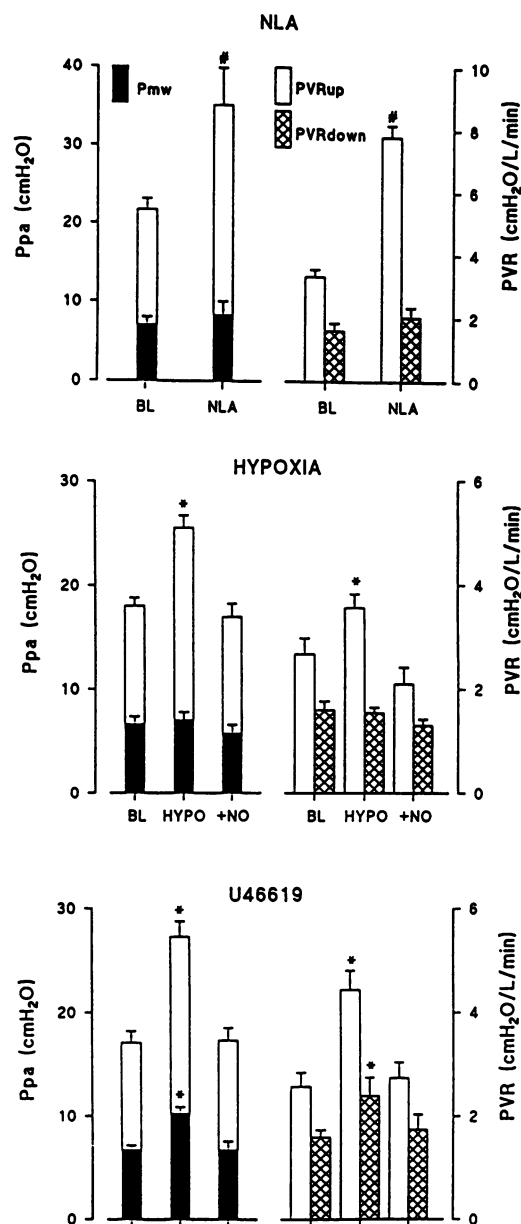 NLA
40
30
20
10
0
Ppa (cmH₂O)
Pmw
#
BL
NLA
PVRup
PVRdown
#
BL
NLA
10
8
6
4
2
0
PVR (cmH₂O/L/min)
HYPOXIA
30
20
10
0
Ppa (cmH₂O)
*
BL
HYPO
+NO
*
BL
HYPO
+NO
6
4
2
0
PVR (cmH₂O/L/min)
U46619
30
20
10
0
Ppa (cmH₂O)
*
*
*
*
6
4
2
0
PVR (cmH₂O/L/min)